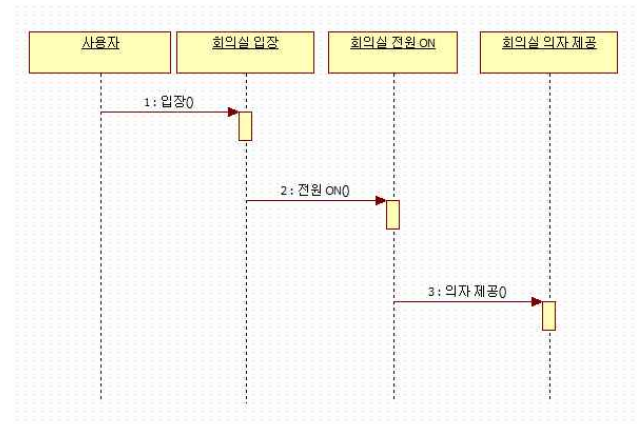 사용자
회의실 입장
회의실 전원 ON
회의실 의자 제공
1 : 입장()
2 : 전원 ON()
3 : 의자 제공()